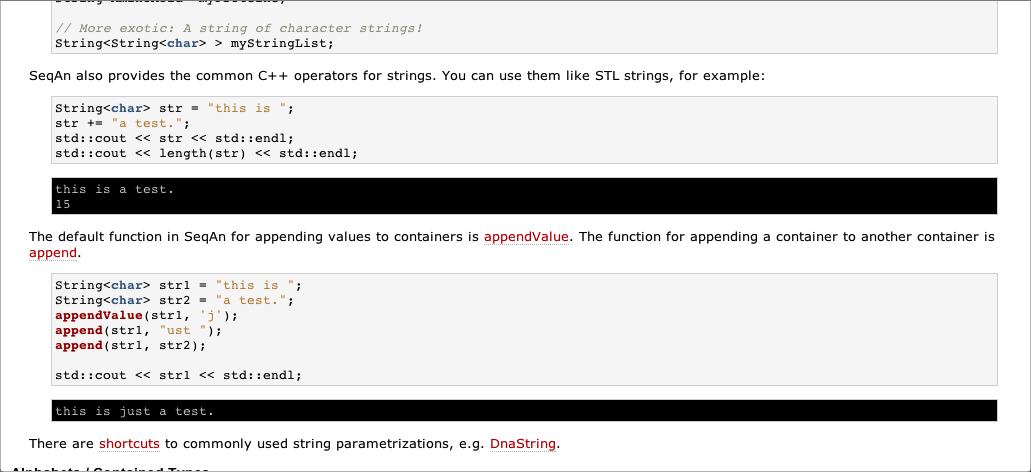 // More exotic: A string of character strings!
String<String<char> > myStringList;
SeqAn also provides the common C++ operators for strings. You can use them like STL strings, for example:
String<char> str = "this is ";
str += "a test.";
std::cout << str << std::endl;
std::cout << length(str) << std::endl;
this is a test.
15
The default function in SeqAn for appending values to containers is appendValue. The function for appending a container to another container is
append.
String<char> str1 = "this is ";
String<char> str2 = "a test.";
appendValue(str1, 'j');
append(str1, "ust ");
append(str1, str2);
std::cout << str1 << std::endl;
this is just a test.
There are shortcuts to commonly used string parametrizations, e.g. DnaString.
Alphabets / Contained Types